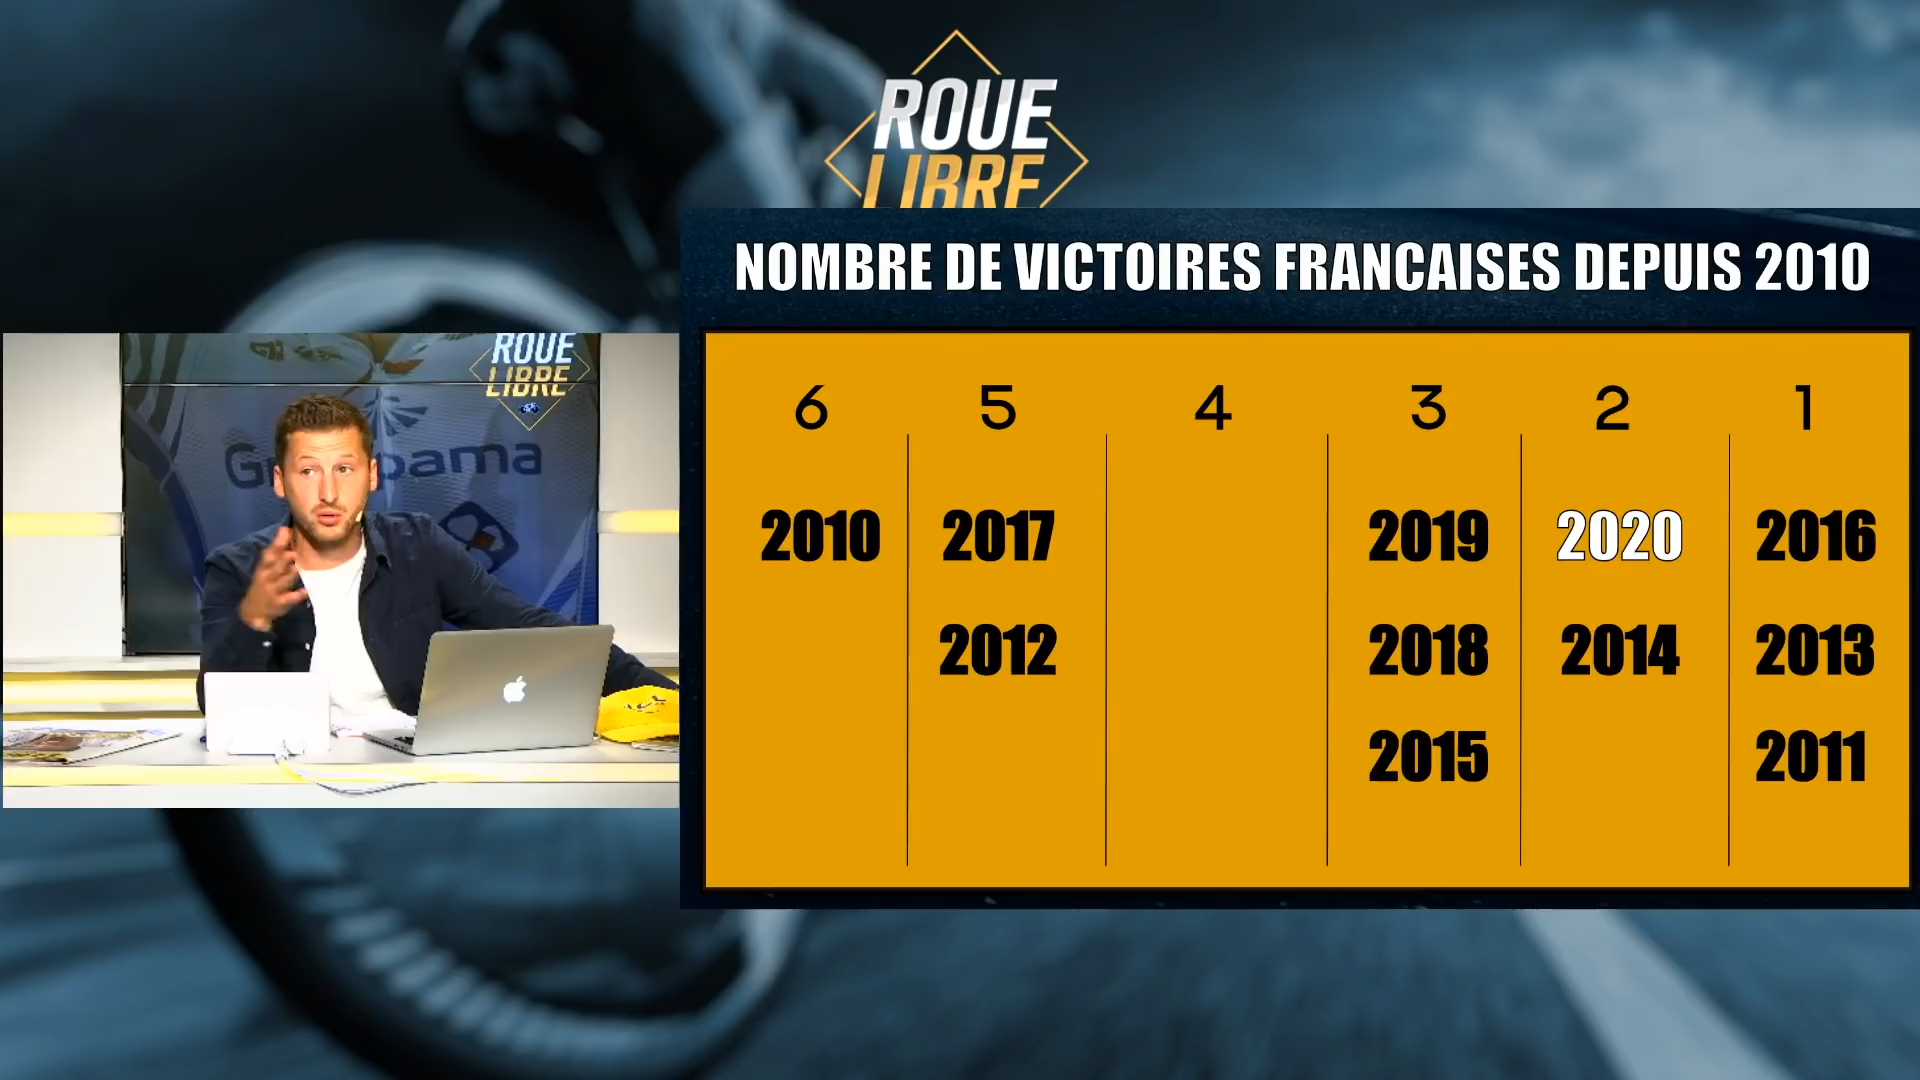 ROUE
LIBRE
NOMBRE DE VICTOIRES FRANCAISES DEPUIS 2010
ROUE
LIBRE
6 5 4 3 2 1
2010 2017 2019 2020 2016
2012 2018 2014 2013
2015 2011